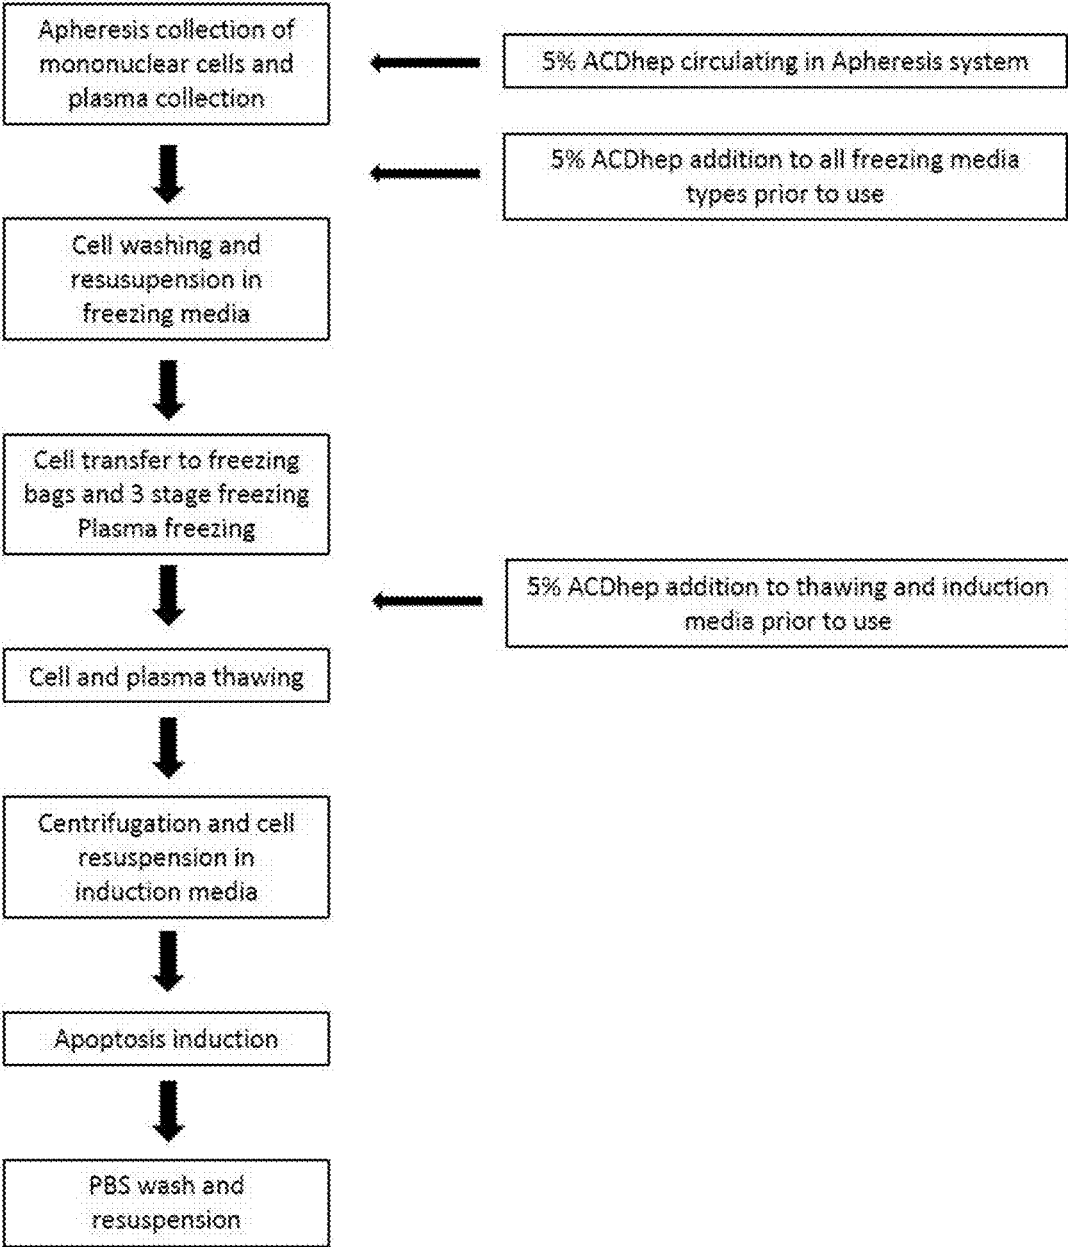 Apheresis collection of
mononuclear cells and
plasma collection
5% ACDhep circulating in Apheresis system
5% ACDhep addition to all freezing media
types prior to use
Cell washing and
resusupension in
freezing media
Cell transfer to freezing
bags and 3 stage freezing
Plasma freezing
5% ACDhep addition to thawing and induction
media prior to use
Cell and plasma thawing
Centrifugation and cell
resuspension in
induction media
Apoptosis induction
PBS wash and
resuspension